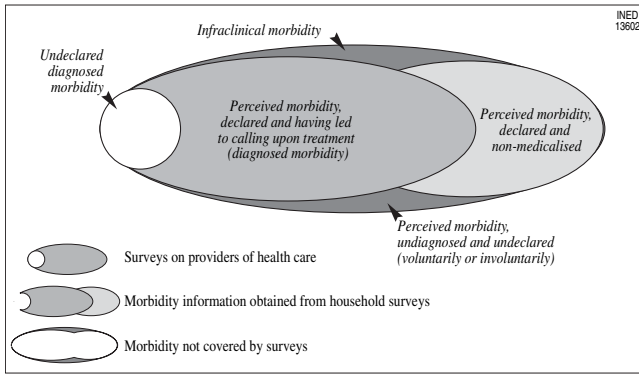 INED
13602
Infraclinical morbidity
Undeclared
diagnosed
morbidity
Perceived morbidity,
declared and having led
to calling upon treatment
(diagnosed morbidity)
Perceived morbidity,
declared and
non-medicalised
Perceived morbidity,
undiagnosed and undeclared
(voluntarily or involuntarily)
Surveys on providers of health care
Morbidity information obtained from household surveys
Morbidity not covered by surveys